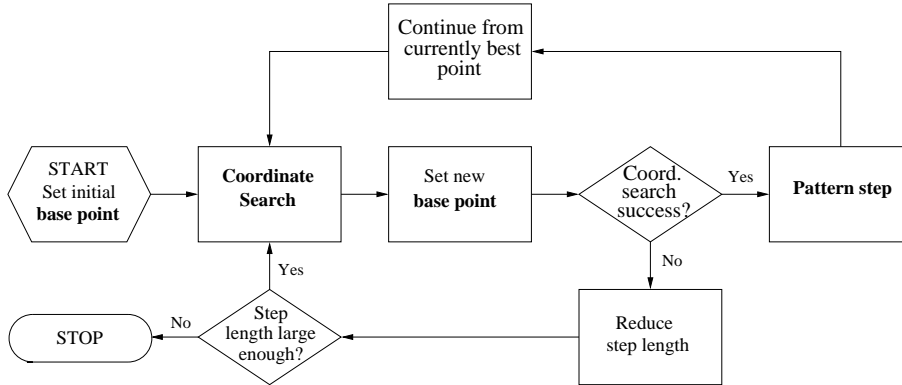 Continue from
currently best
point
START
Set initial
base point
Coordinate
Search
Set new
base point
Coord.
search
success?
Yes
Pattern step
Yes
No
Step
length large
enough?
No
STOP
Reduce
step length